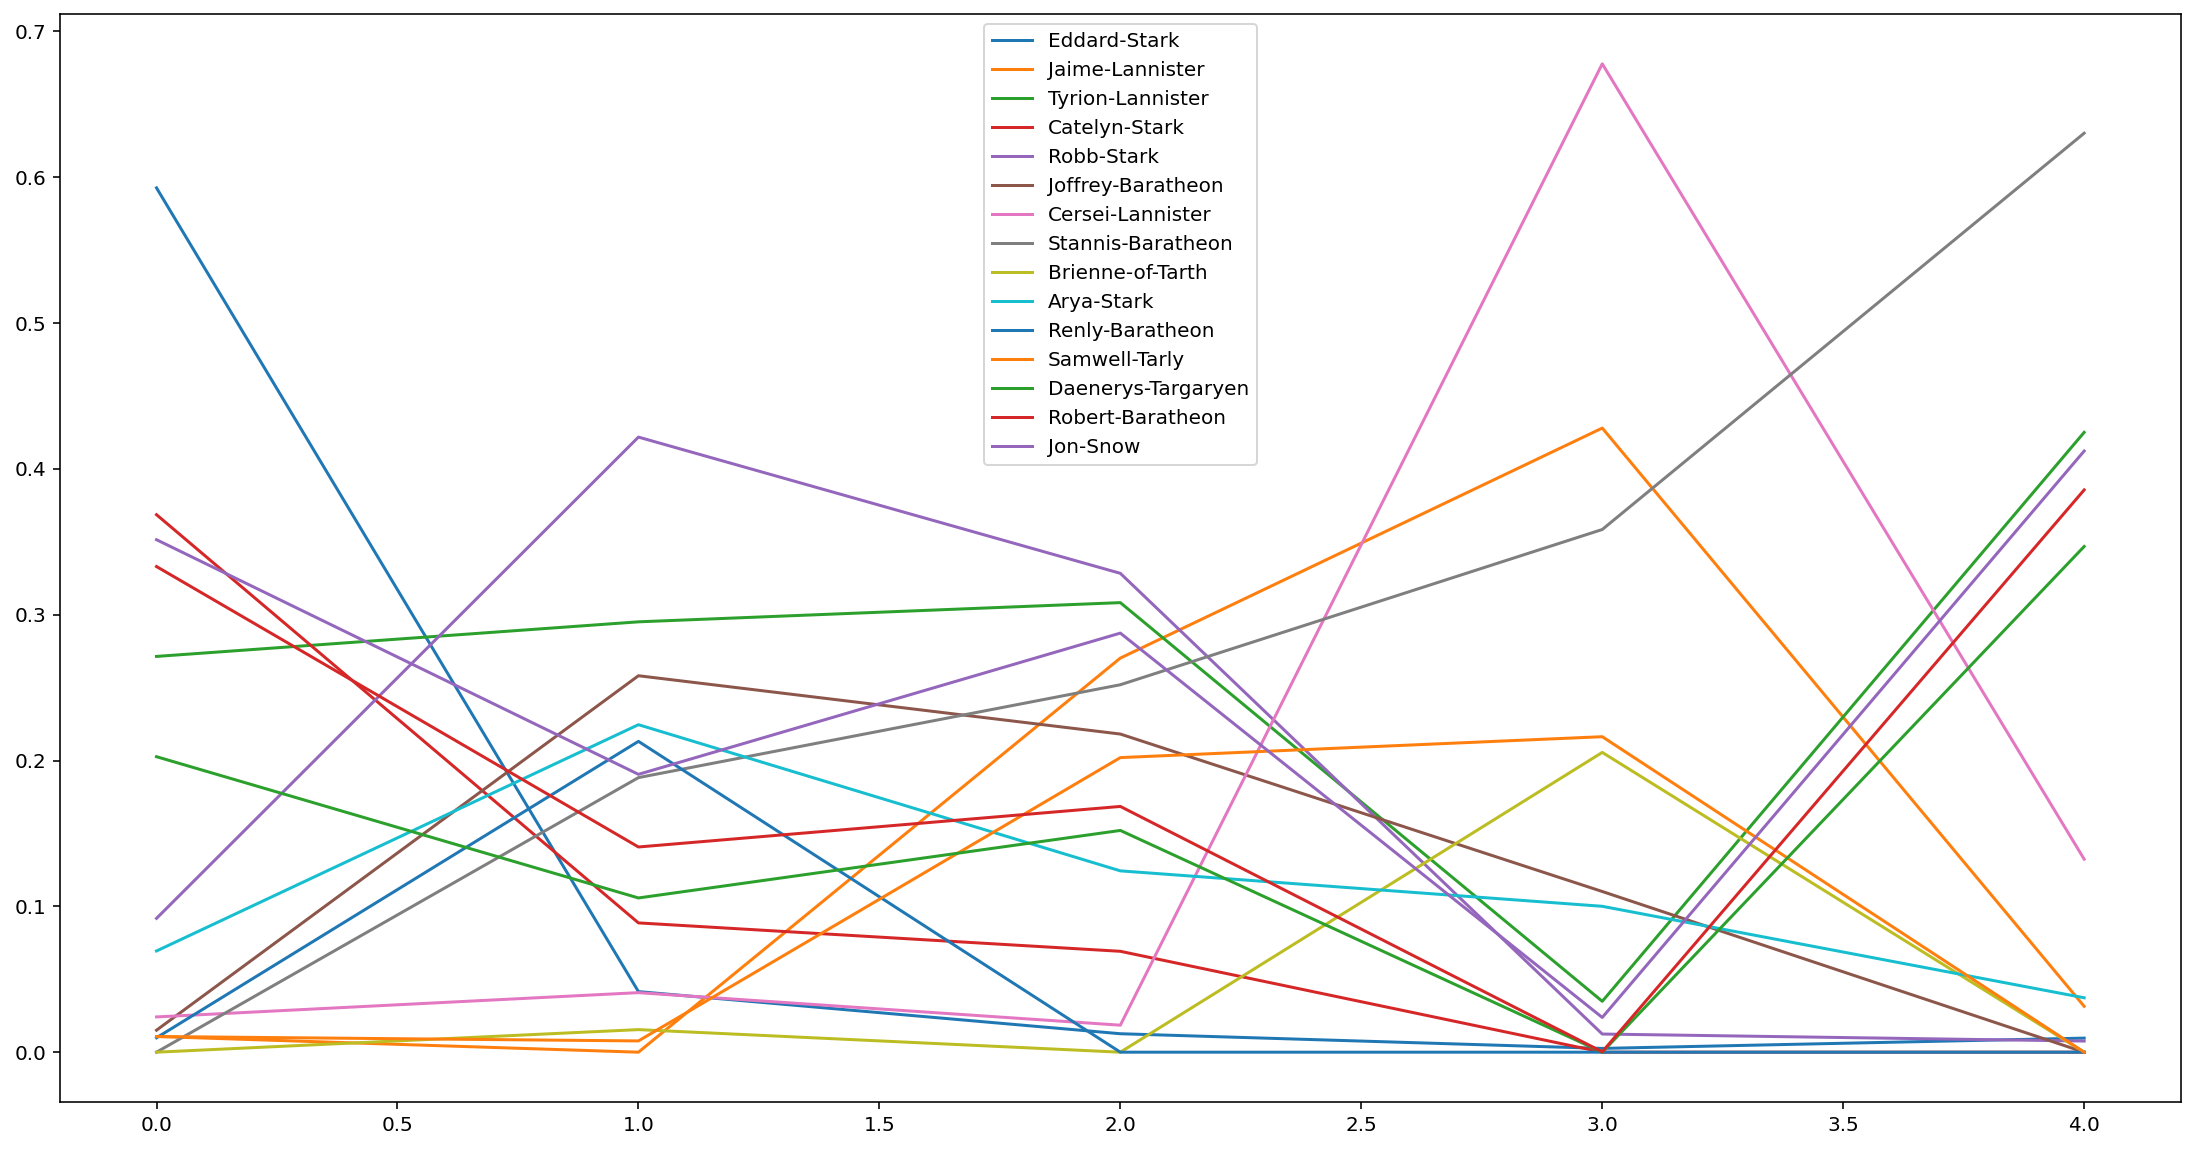 0.7
0.6
0.5
0.4
0.3
0.2
0.1
0.0
Eddard-Stark
Jaime-Lannister
Tyrion-Lannister
Catelyn-Stark
Robb-Stark
Joffrey-Baratheon
Cersei-Lannister
Stannis-Baratheon
Brienne-of-Tarth
Arya-Stark
Renly-Baratheon
Samwell-Tarly
Daenerys-Targaryen
Robert-Baratheon
Jon-Snow
0.0 0.5 1.0 1.5 2.0 2.5 3.0 3.5 4.0